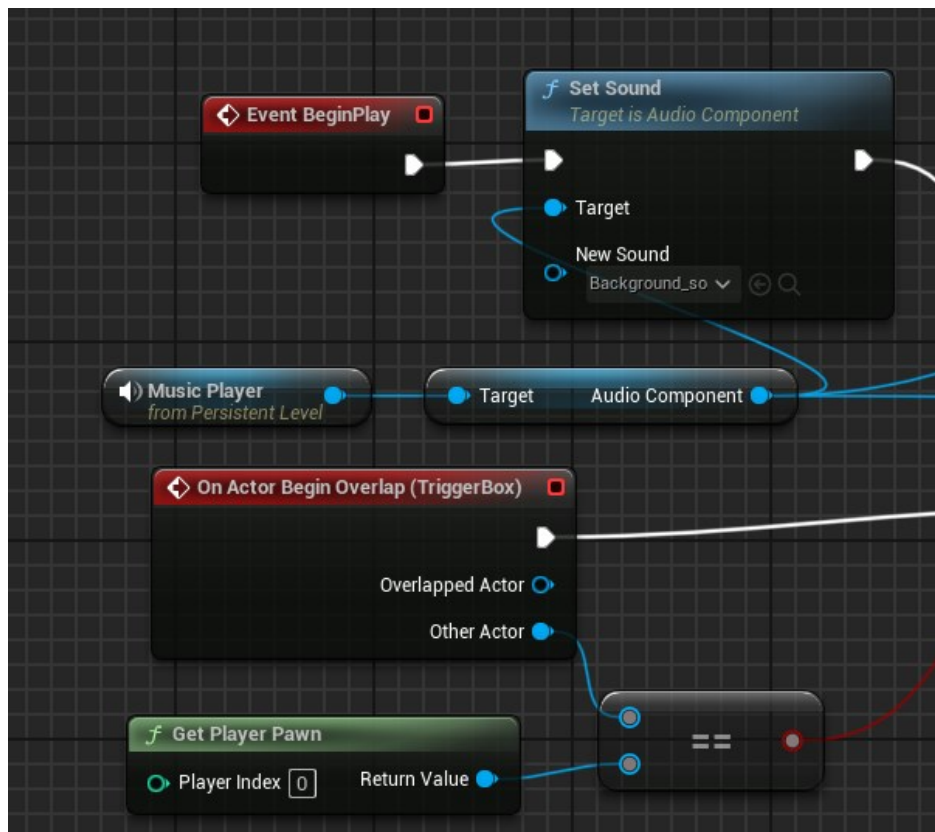 Event BeginPlay
f Set Sound
Target is Audio Component
Target
New Sound
Background_so
Music Player
from Persistent Level
Target Audio Component
On Actor Begin Overlap (TriggerBox)
Overlapped Actor
Other Actor
==
f Get Player Pawn
Player Index 0 Return Value